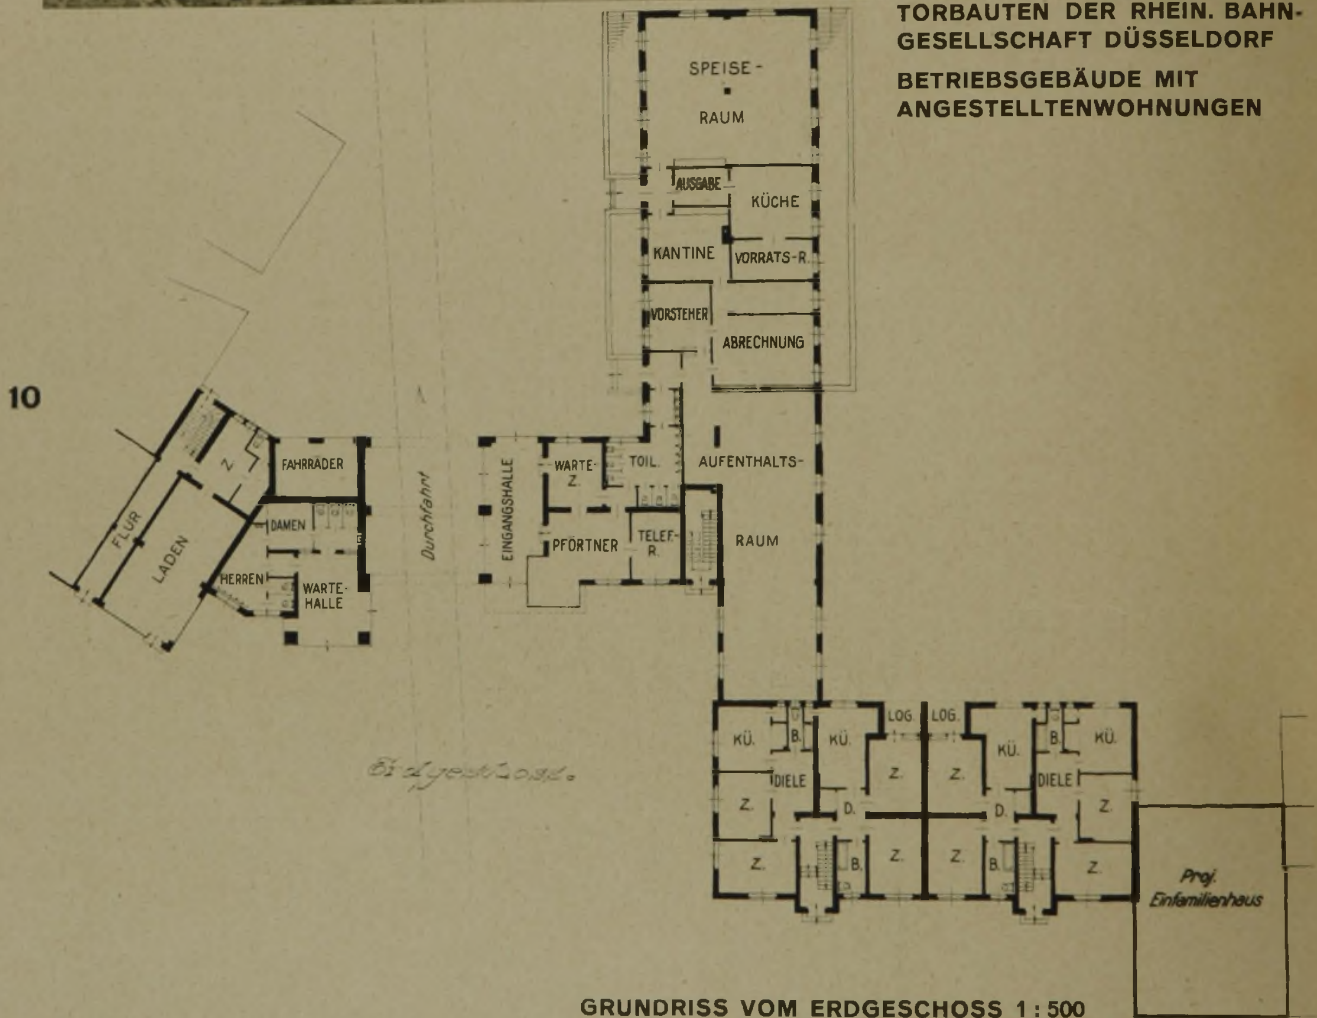 TORBAUTEN DER RHEIN. BAHN-
GESELLSCHAFT DÜSSELDORF
BETRIEBSGEBÄUDE MIT
ANGESTELLTENWOHNUNGEN
SPEISE-
RAUM
AUSGABE
KÜCHE
KANTINE
VORRATS-R.
VORSTEHER
ABRECHNUNG
10
Z.
FAHRRÄDER
FLUR
LADEN
DAMEN
HERREN
WARTE-
HALLE
Durchfahrt
EINGANGSHALLE
WARTE-
Z.
TOIL.
PFÖRTNER
TELEF-
R.
AUFENTHALTS-
RAUM
Erdgeschoss.
KÜ.
B.
KÜ.
LOG.
LOG.
KÜ.
B.
KÜ.
Z.
DIELE
D.
Z.
Z.
D.
DIELE
Z.
Z.
B.
Z.
Z.
B.
Z.
Proj.
Einfamilienhaus
GRUNDRISS VOM ERDGESCHOSS 1 : 500